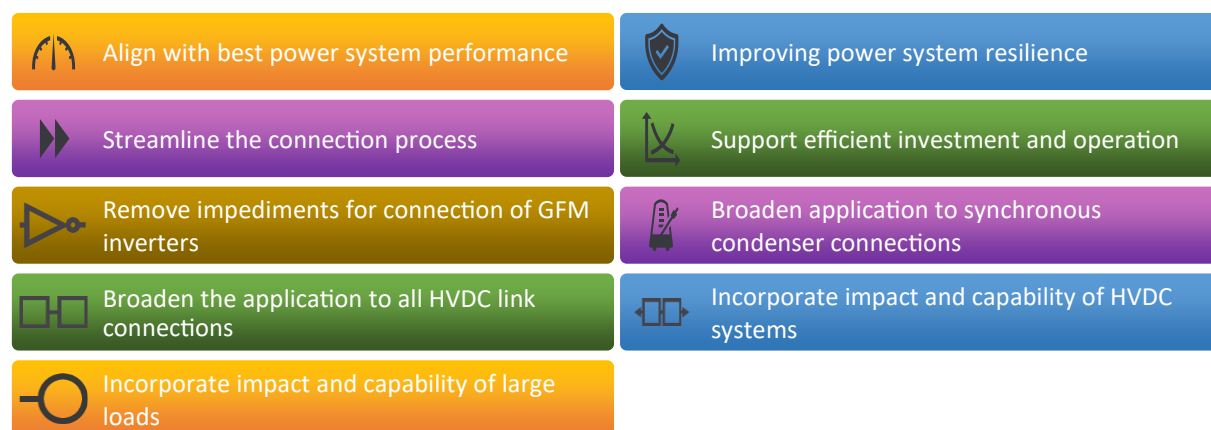 Align with best power system performance
Improving power system resilience
Streamline the connection process
Support efficient investment and operation
Remove impediments for connection of GFM
inverters
Broaden application to synchronous
condenser connections
Broaden the application to all HVDC link
connections
Incorporate impact and capability of HVDC
systems
Incorporate impact and capability of large
loads